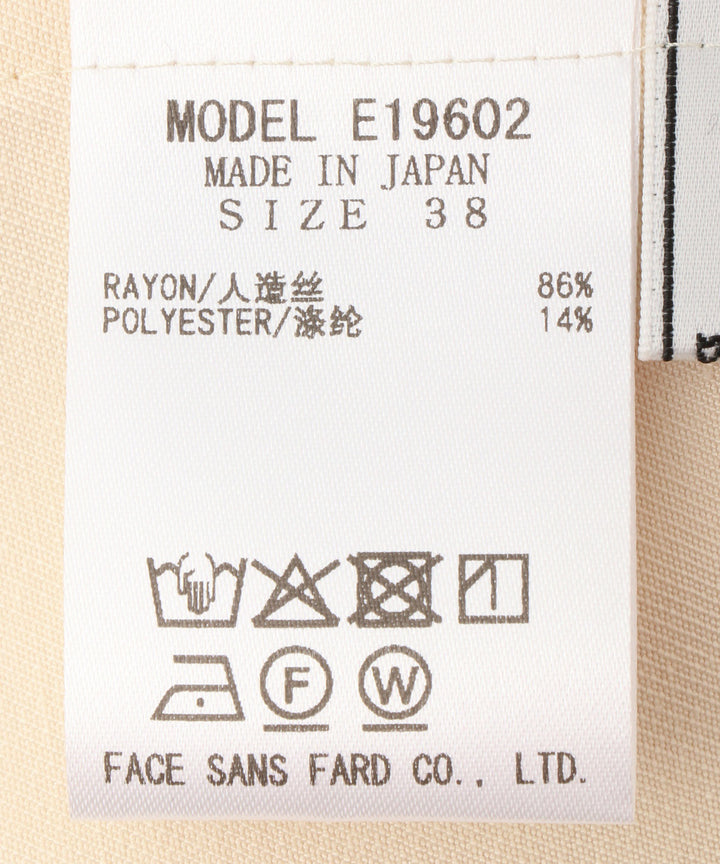 MODEL E19602
MADE IN JAPAN
SIZE 38
RAYON/人造丝 86%
POLYESTER/涤纶 14%
F W
FACE SANS FARD CO., LTD.